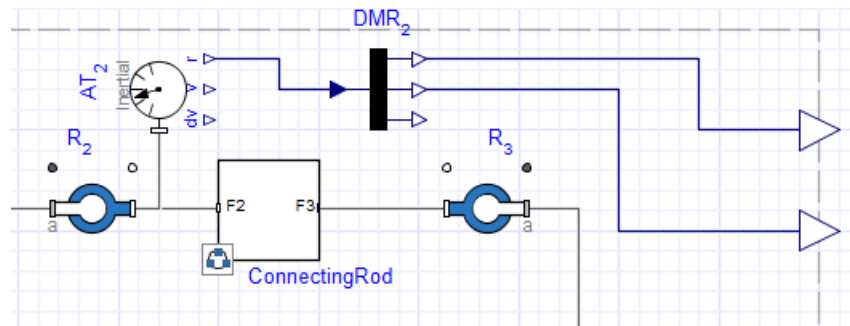 DMR₂
AT₂
Inertial
r
v
dv
R₂
R₃
a
F2
F3
a
ConnectingRod